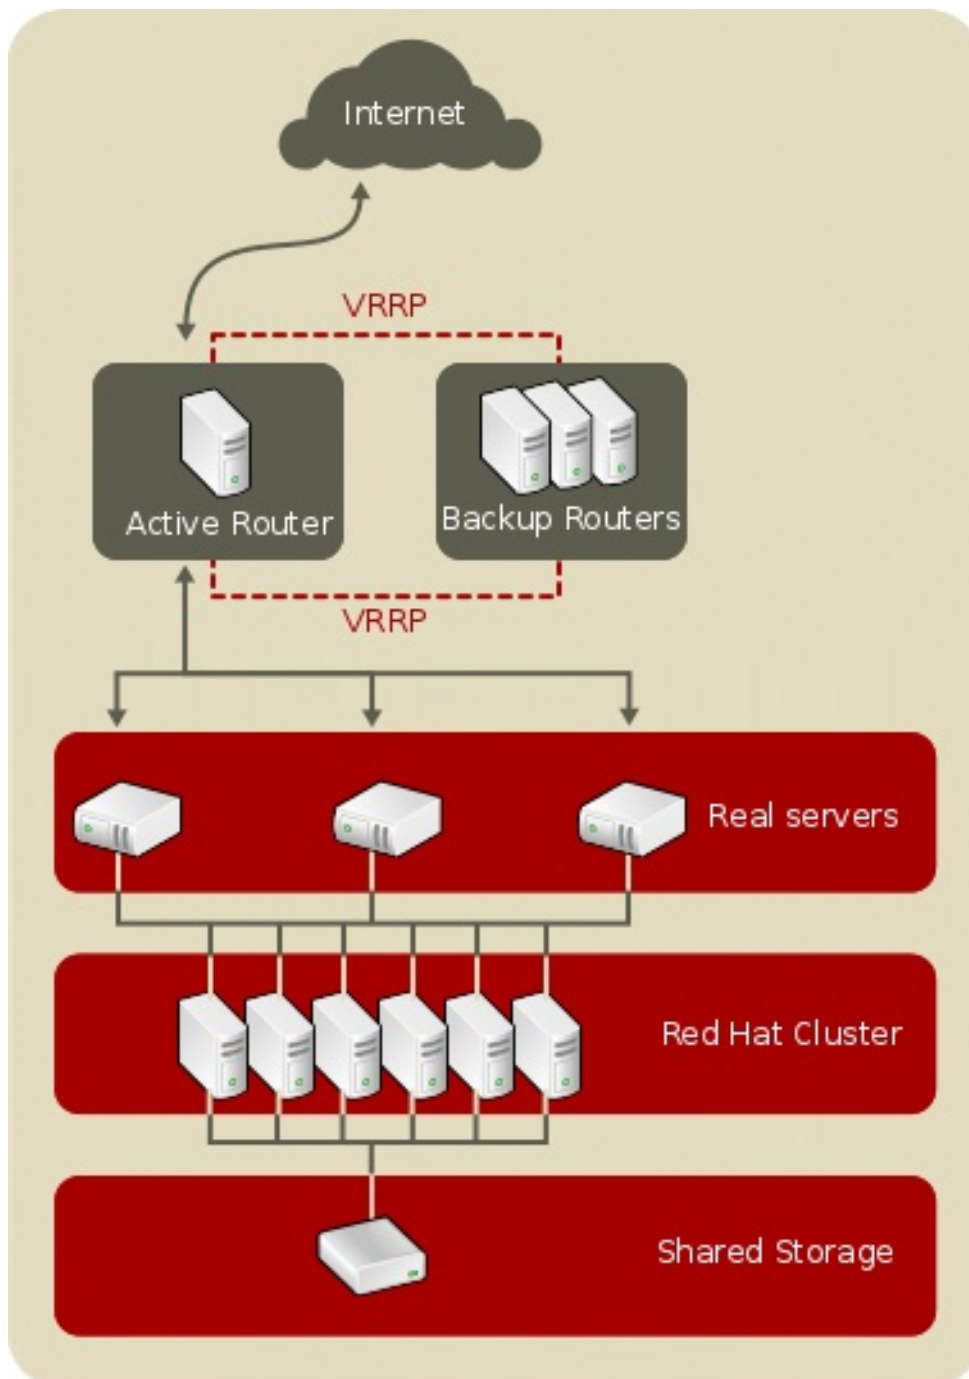 Internet
VRRP
Active Router
Backup Routers
VRRP
Real servers
Red Hat Cluster
Shared Storage